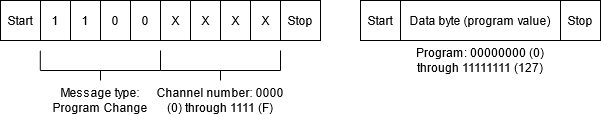 Start 1 1 0 0 X X X X Stop
Message type:
Program Change
Channel number: 0000
(0) through 1111 (F)
Start Data byte (program value) Stop
Program: 00000000 (0)
through 11111111 (127)